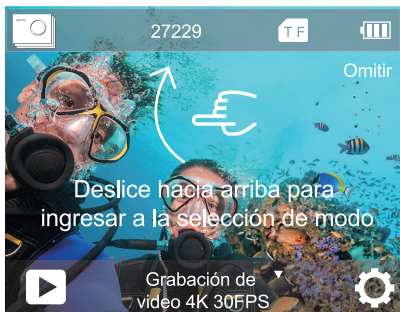 27229
TF
Omitir
Deslice hacia arriba para
ingresar a la selección de modo
Grabación de
video 4K 30FPS